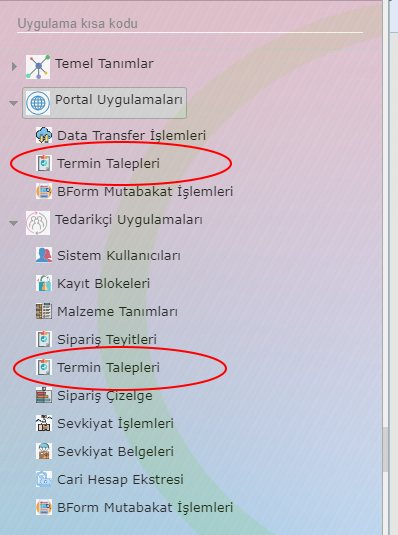 Uygulama kısa kodu
Temel Tanımlar
Portal Uygulamaları
Data Transfer İşlemleri
Termin Talepleri
BForm Mutabakat İşlemleri
Tedarikçi Uygulamaları
Sistem Kullanıcıları
Kayıt Blokeleri
Malzeme Tanımları
Sipariş Teyitleri
Termin Talepleri
Sipariş Çizelge
Sevkiyat İşlemleri
Sevkiyat Belgeleri
Cari Hesap Ekstresi
BForm Mutabakat İşlemleri